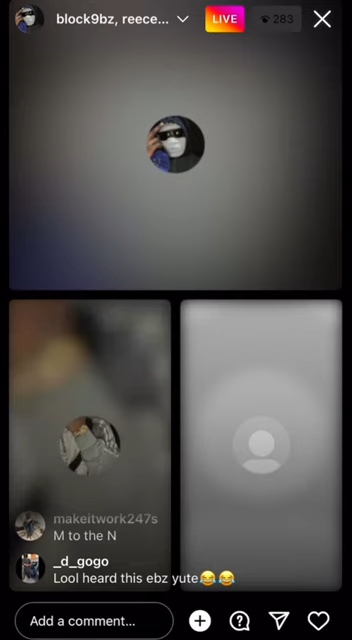 block9bz, reece...
LIVE
283
makeitwork247s
M to the N
_d_gogo
Lool heard this ebz yute😂😂
Add a comment...